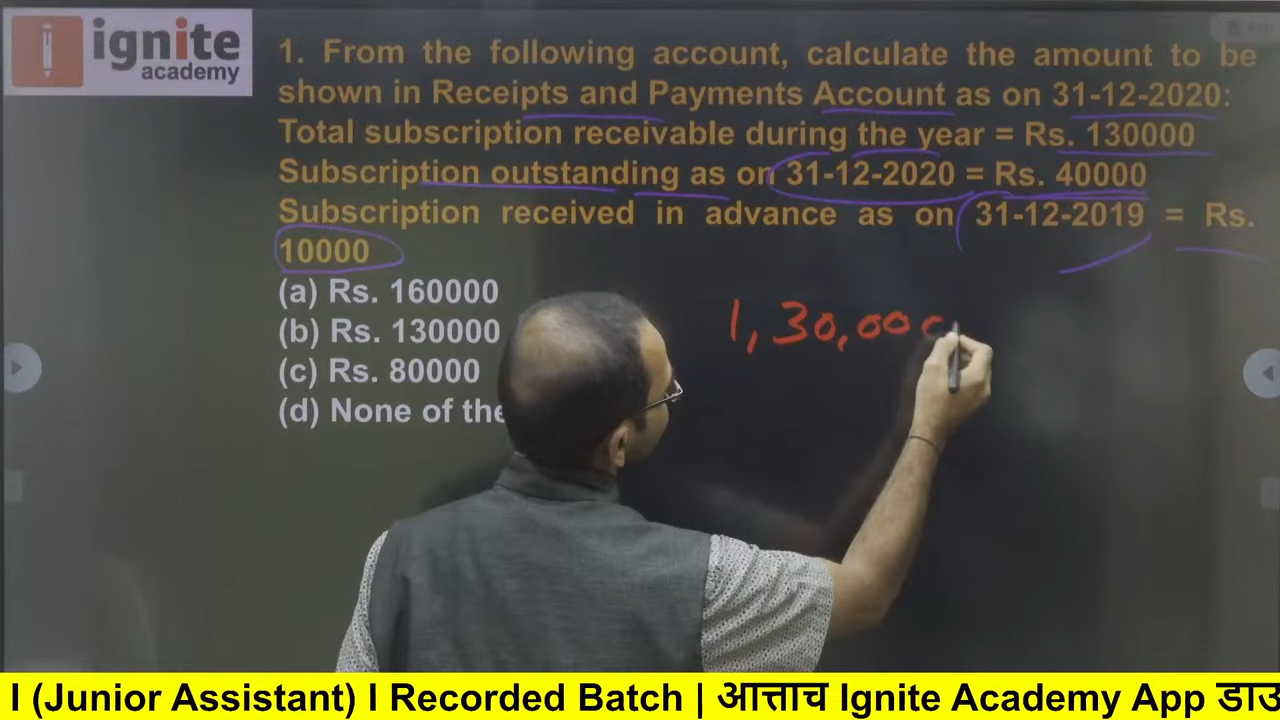 ignite
academy
1. From the following account, calculate the amount to be
shown in Receipts and Payments Account as on 31-12-2020:
Total subscription receivable during the year = Rs. 130000
Subscription outstanding as on 31-12-2020 = Rs. 40000
Subscription received in advance as on 31-12-2019 = Rs.
10000
(a) Rs. 160000
(b) Rs. 130000
(c) Rs. 80000
(d) None of the
1,30,000
I (Junior Assistant) I Recorded Batch | आत्ताच Ignite Academy App डाउ